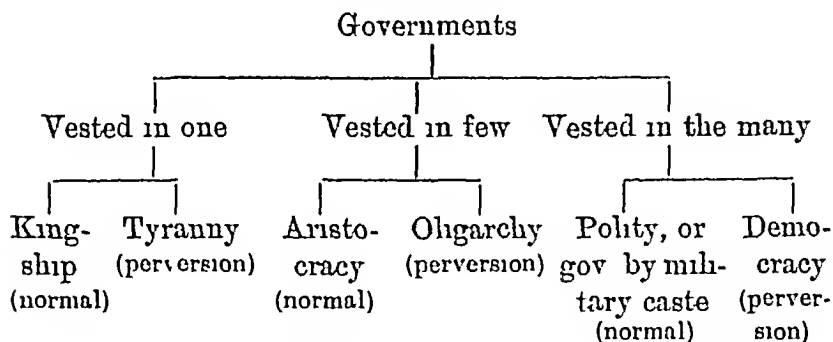 Governments
Vested in one Vested in few Vested in the many
King- Tyranny Aristo- Oligarchy Polity, or Demo-
ship (perversion) cracy (perversion) gov by mili- cracy
(normal) (normal) tary caste (perver-
(normal) sion)